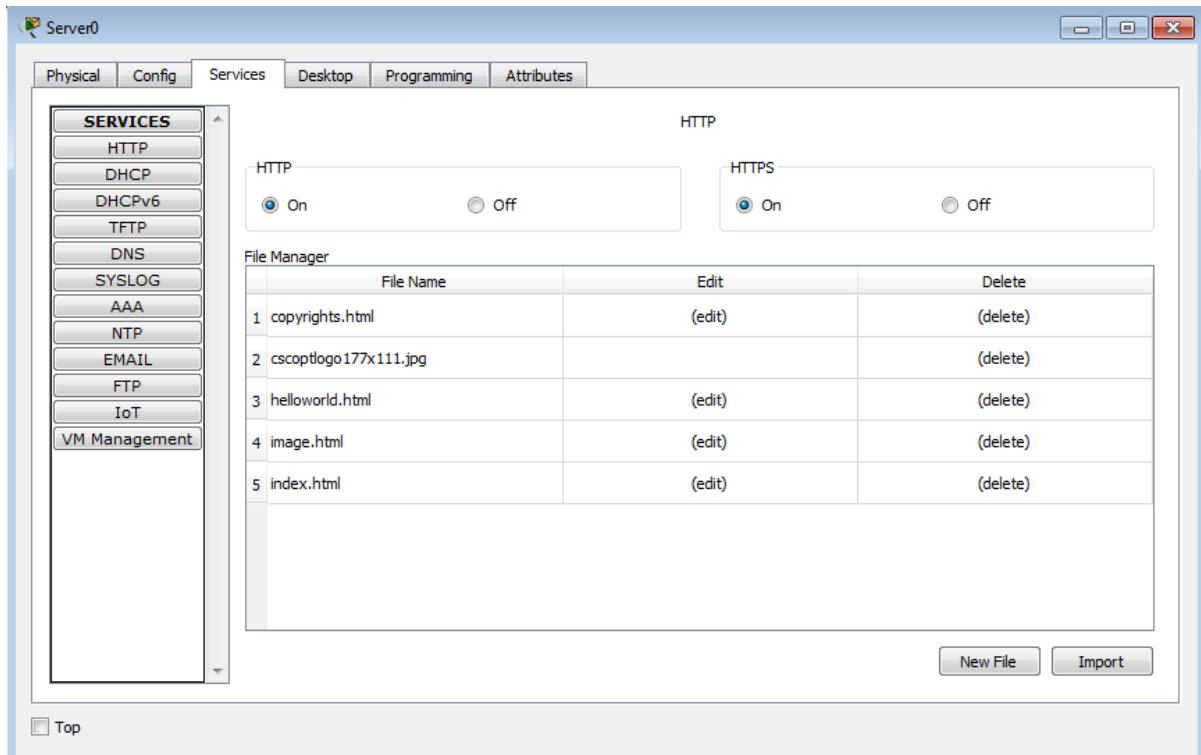 Server0
Physical Config Services Desktop Programming Attributes
SERVICES
HTTP
DHCP
DHCPv6
TFTP
DNS
SYSLOG
AAA
NTP
EMAIL
FTP
IoT
VM Management
HTTP
HTTP
On Off
HTTPS
On Off
File Manager
File Name Edit Delete
1 copyrights.html (edit) (delete)
2 cscoptlogo177x111.jpg (delete)
3 helloworld.html (edit) (delete)
4 image.html (edit) (delete)
5 index.html (edit) (delete)
New File Import
Top